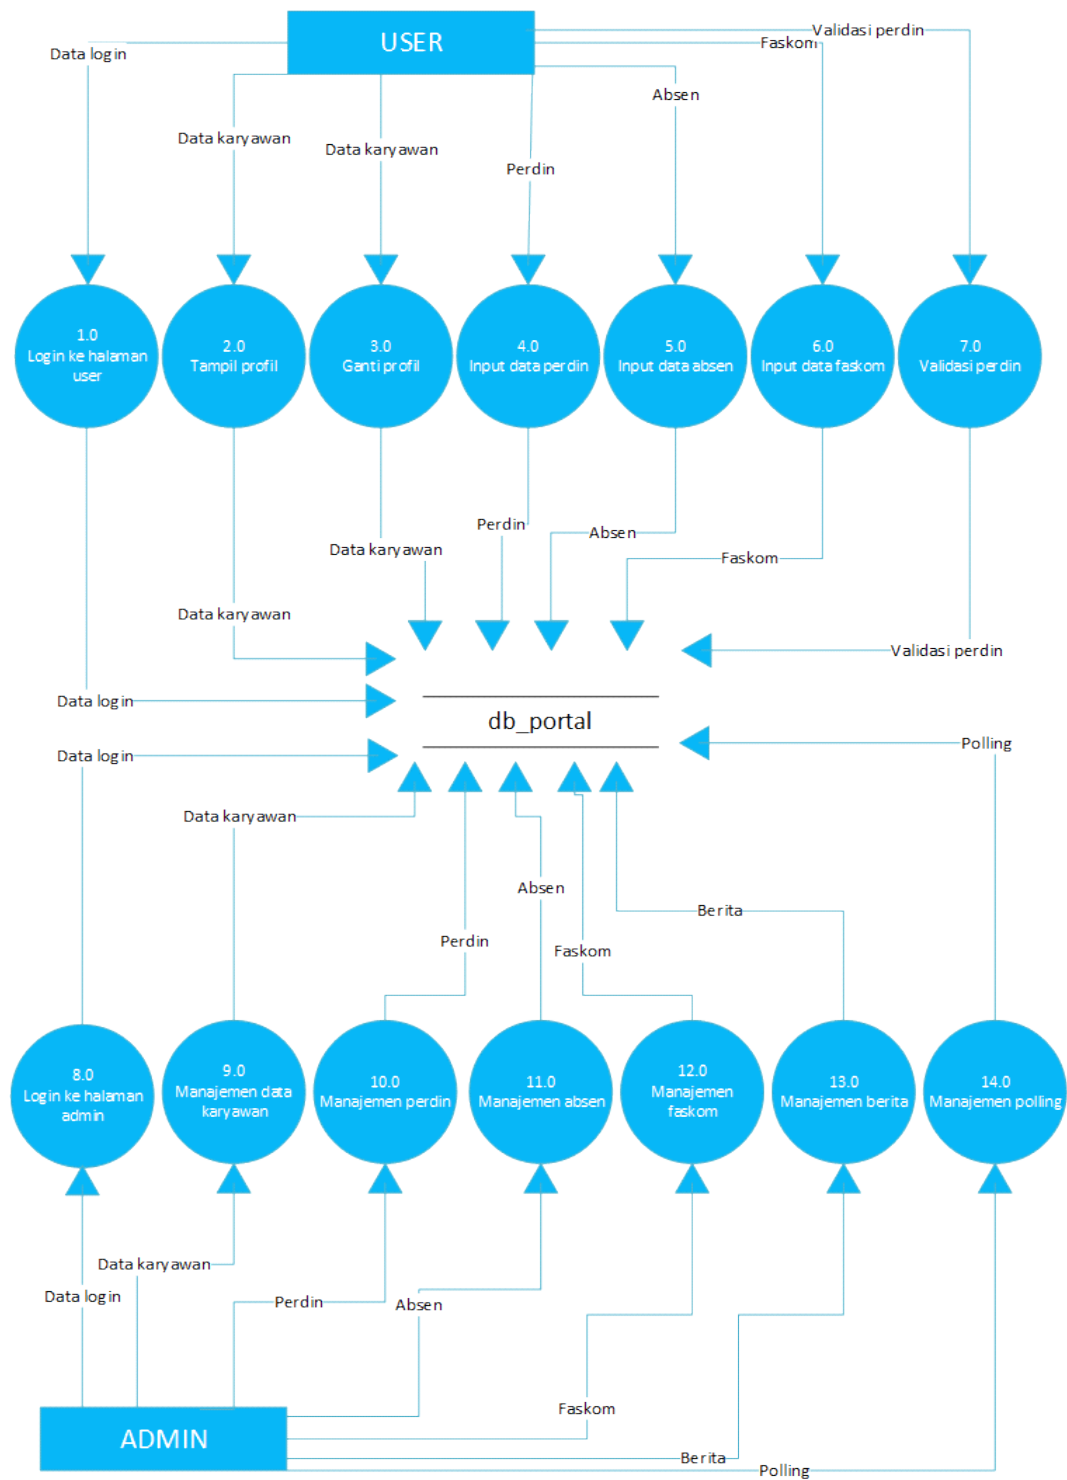 USER
Validasi perdin
Faskom
Data login
Absen
Data karyawan
Data karyawan
Perdin
1.0
Login ke halaman
user
2.0
Tampil profil
3.0
Ganti profil
4.0
Input data perdin
5.0
Input data absen
6.0
Input data faskom
7.0
Validasi perdin
Perdin
Absen
Data karyawan
Faskom
Data karyawan
Validasi perdin
Data login
db_portal
Polling
Data login
Data karyawan
Absen
Berita
Perdin
Faskom
8.0
Login ke halaman
admin
9.0
Manajemen data
karyawan
10.0
Manajemen perdin
11.0
Manajemen absen
12.0
Manajemen
faskom
13.0
Manajemen berita
14.0
Manajemen polling
Data karyawan
Data login
Perdin
Absen
Faskom
ADMIN
Berita
Polling